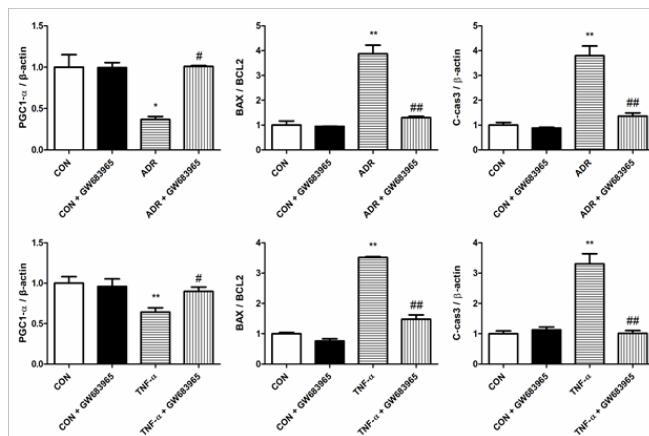 PGC1-α / β-actin
1.5
1.0
0.5
0.0
*
#
CON
CON + GW683965
ADR
ADR + GW683965
BAX / BCL2
5
4
3
2
1
0
**
##
CON
CON + GW683965
ADR
ADR + GW683965
C-cas3 / β-actin
5
4
3
2
1
0
**
##
CON
CON + GW683965
ADR
ADR + GW683965
PGC1-α / β-actin
1.5
1.0
0.5
0.0
**
#
CON
CON + GW683965
TNF-α
TNF-α + GW683965
BAX / BCL2
4
3
2
1
0
**
##
CON
CON + GW683965
TNF-α
TNF-α + GW683965
C-cas3 / β-actin
4
3
2
1
0
**
##
CON
CON + GW683965
TNF-α
TNF-α + GW683965